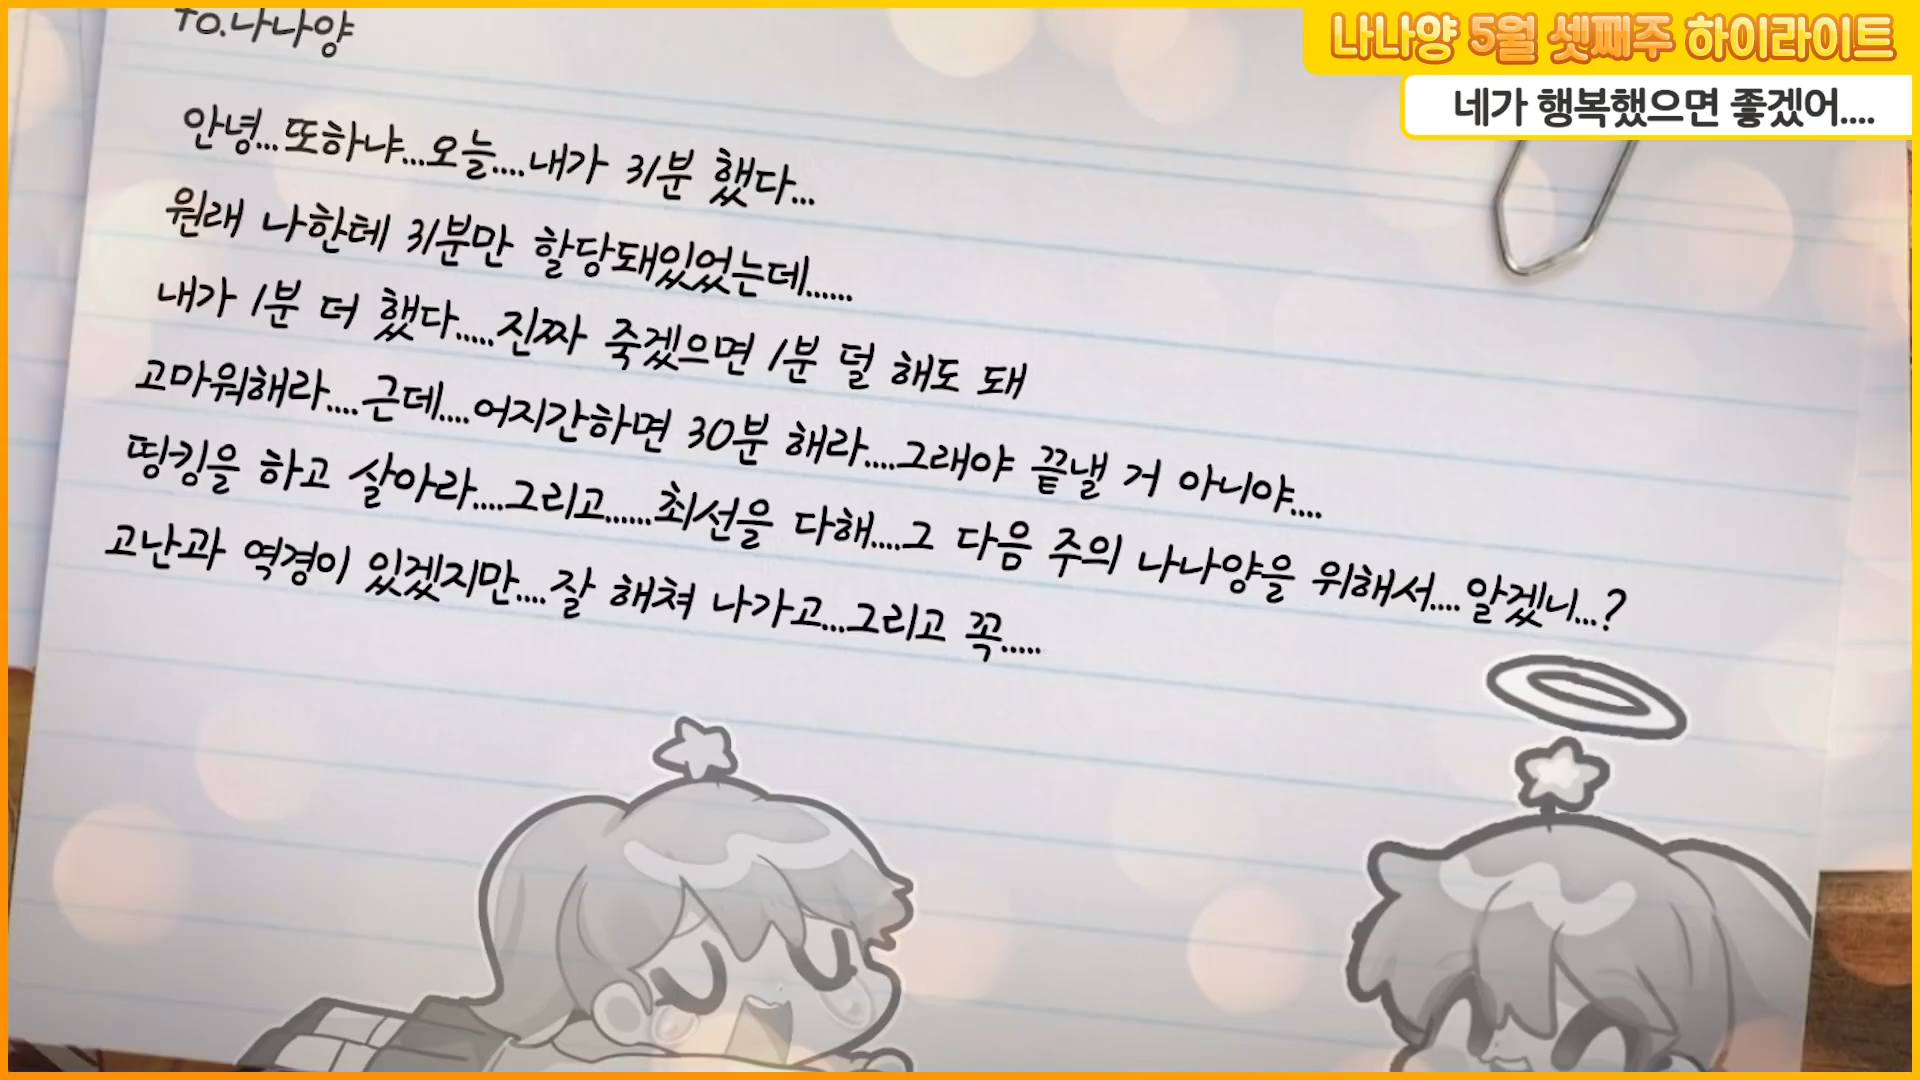 나나양 5월 셋째주 하이라이트
네가 행복했으면 좋겠어....
To.나나양
안녕...또하냐...오늘....내가 31분 했다...
원래 나한테 31분만 할당돼있었는데......
내가 1분 더 했다.....진짜 죽겠으면 1분 덜 해도 돼
고마워해라....근데....어지간하면 30분 해라....그래야 끝낼 거 아니야....
띵킹을 하고 살아라....그리고......최선을 다해....그 다음 주의 나나양을 위해서....알겠니...?
고난과 역경이 있겠지만....잘 해쳐 나가고...그리고 꼭.....